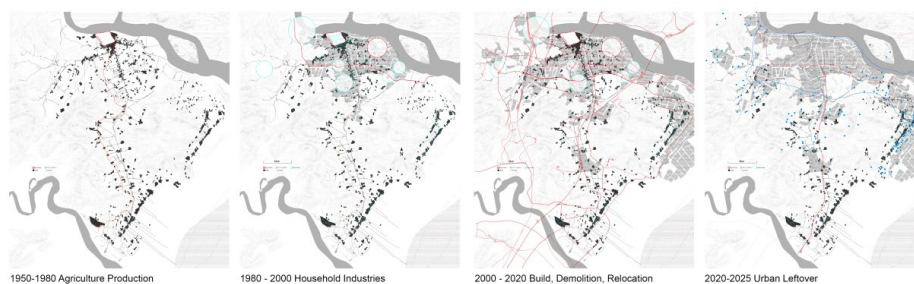 1950-1980 Agriculture Production
1980 - 2000 Household Industries
2000 - 2020 Build, Demolition, Relocation
2020-2025 Urban Leftover